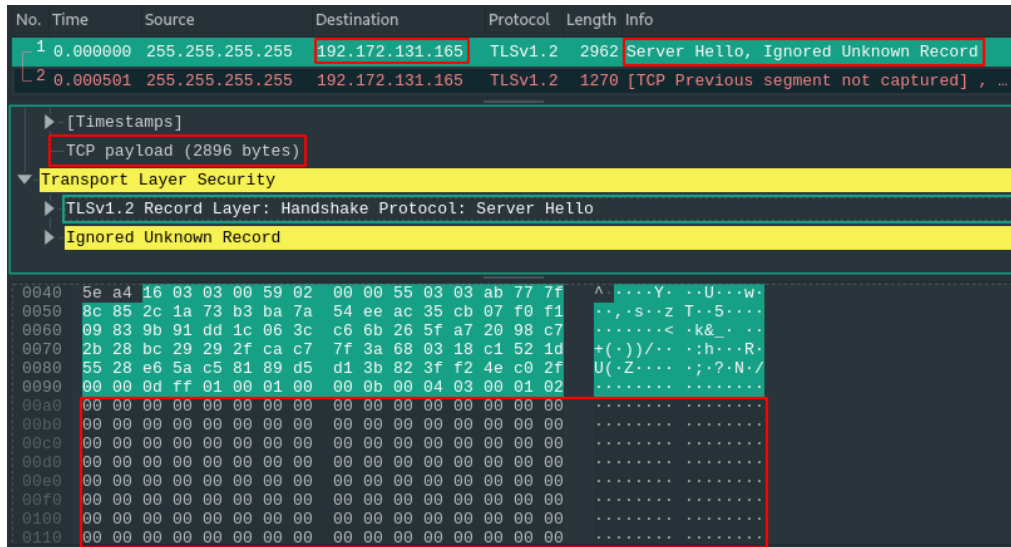 No. Time Source Destination Protocol Length Info
1 0.000000 255.255.255.255 192.172.131.165 TLSv1.2 2962 Server Hello, Ignored Unknown Record
2 0.000501 255.255.255.255 192.172.131.165 TLSv1.2 1270 [TCP Previous segment not captured] , …
[Timestamps]
TCP payload (2896 bytes)
Transport Layer Security
TLSv1.2 Record Layer: Handshake Protocol: Server Hello
Ignored Unknown Record
0040 5e a4 16 03 03 00 59 02 00 00 55 03 03 ab 77 7f ^·····Y· ··U···w·
0050 8c 85 2c 1a 73 b3 ba 7a 54 ee ac 35 cb 07 f0 f1 ··,·s··z T··5····
0060 09 83 9b 91 dd 1c 06 3c c6 6b 26 5f a7 20 98 c7 ·······< ·k&_· ··
0070 2b 28 bc 29 29 2f ca c7 7f 3a 68 03 18 c1 52 1d +(·))/·· ·:h···R·
0080 55 28 e6 5a c5 81 89 d5 d1 3b 82 3f f2 4e c0 2f U(·Z···· ·;·?·N·/
0090 00 00 0d ff 01 00 01 00 00 0b 00 04 03 00 01 02 ········ ········
00a0 00 00 00 00 00 00 00 00 00 00 00 00 00 00 00 00 ········ ········
00b0 00 00 00 00 00 00 00 00 00 00 00 00 00 00 00 00 ········ ········
00c0 00 00 00 00 00 00 00 00 00 00 00 00 00 00 00 00 ········ ········
00d0 00 00 00 00 00 00 00 00 00 00 00 00 00 00 00 00 ········ ········
00e0 00 00 00 00 00 00 00 00 00 00 00 00 00 00 00 00 ········ ········
00f0 00 00 00 00 00 00 00 00 00 00 00 00 00 00 00 00 ········ ········
0100 00 00 00 00 00 00 00 00 00 00 00 00 00 00 00 00 ········ ········
0110 00 00 00 00 00 00 00 00 00 00 00 00 00 00 00 00 ········ ········